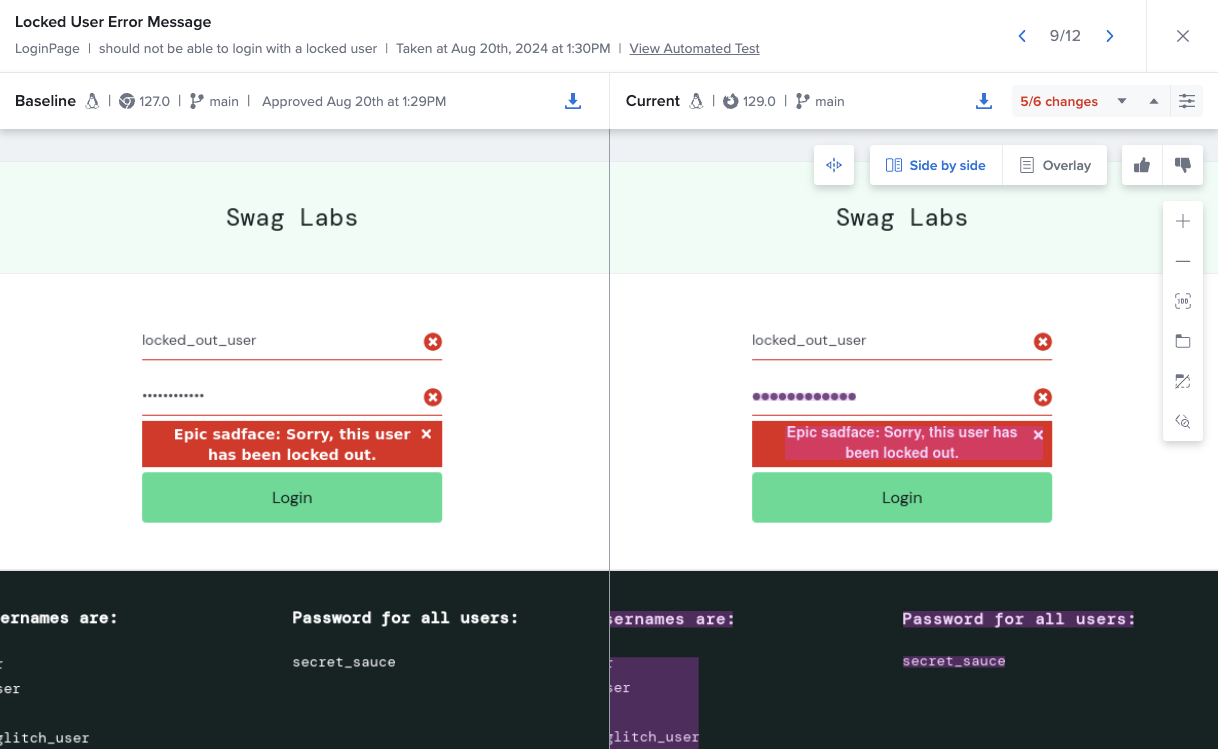 Locked User Error Message
LoginPage | should not be able to login with a locked user | Taken at Aug 20th, 2024 at 1:30PM | View Automated Test
9/12
Baseline | 127.0 | main | Approved Aug 20th at 1:29PM
Current | 129.0 | main
5/6 changes
Side by side
Overlay
Swag Labs
locked_out_user
••••••••••••
Epic sadface: Sorry, this user
has been locked out.
Login
ernames are:
Password for all users:
r
secret_sauce
ser
glitch_user
Swag Labs
100
locked_out_user
••••••••••••
Epic sadface: Sorry, this user has
been locked out.
Login
sernames are:
Password for all users:
r
secret_sauce
ser
glitch_user